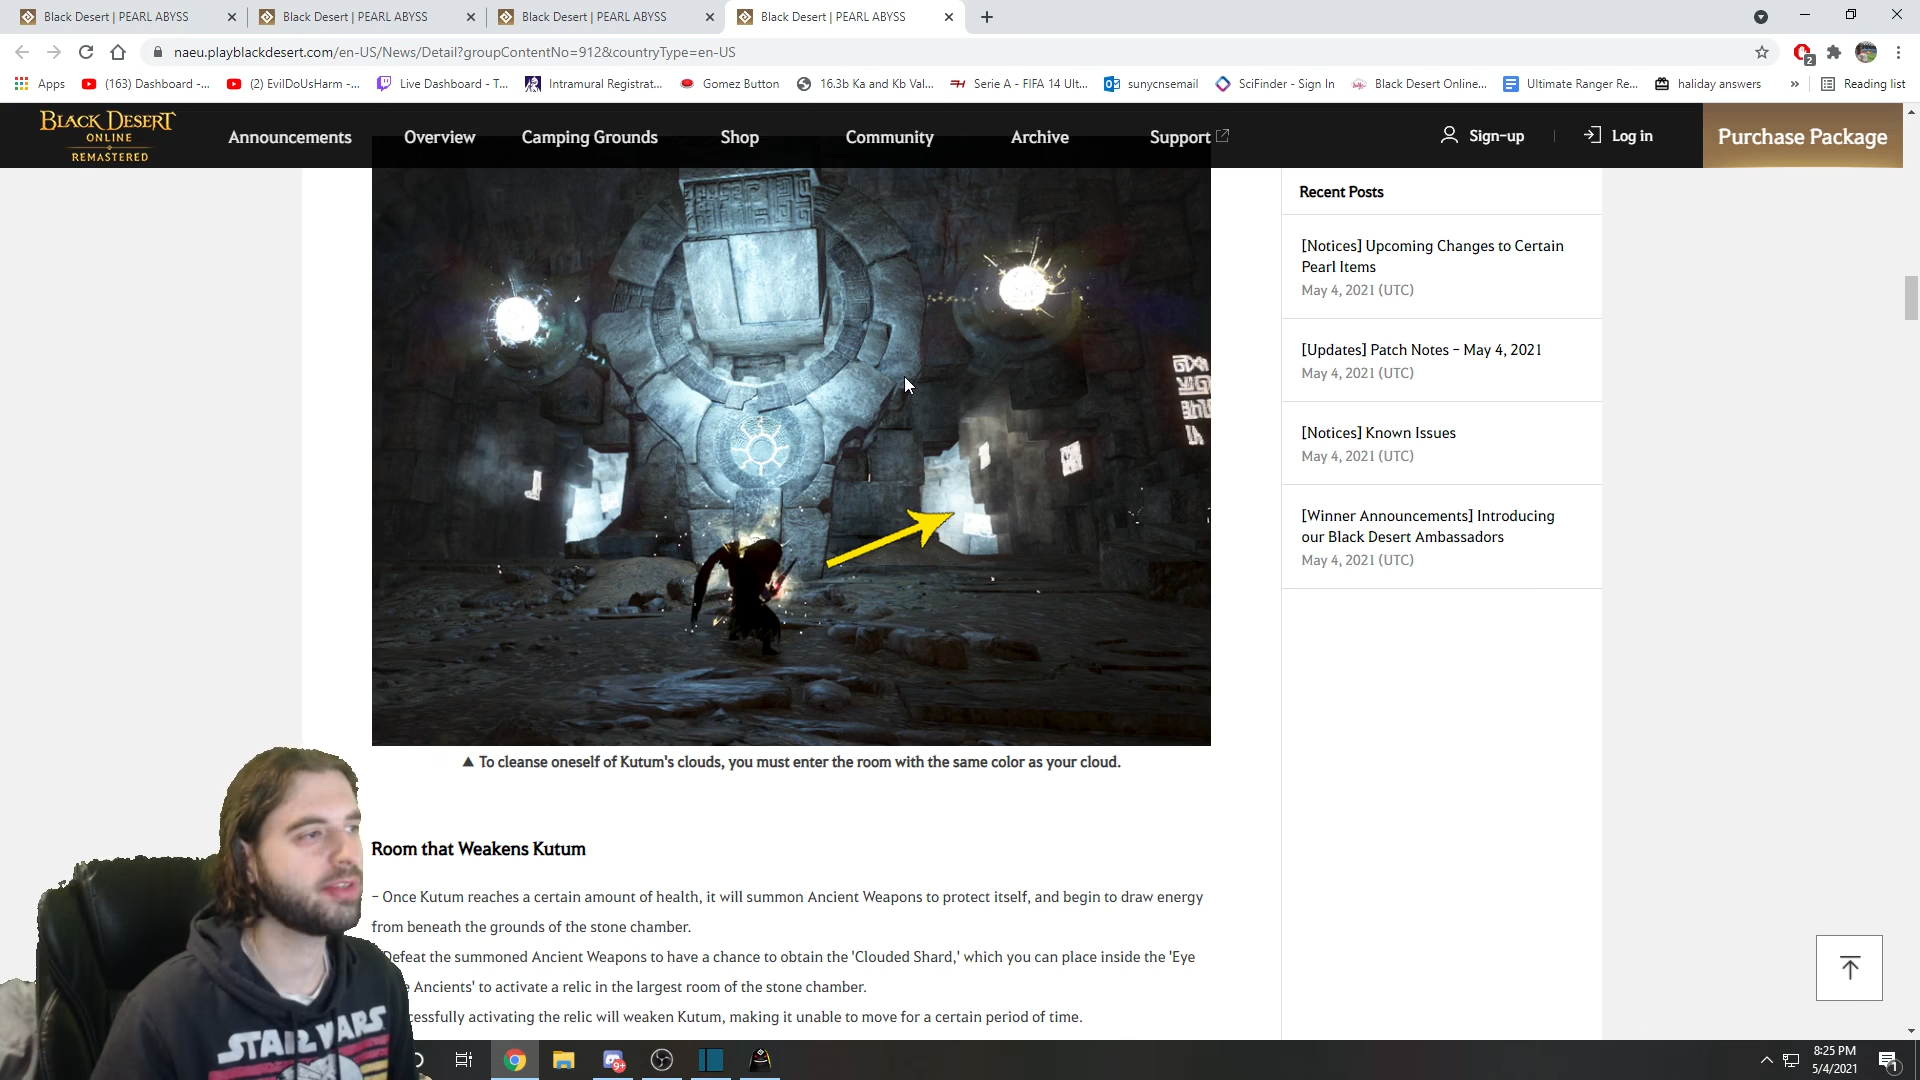 Black Desert | PEARL ABYSS
Black Desert | PEARL ABYSS
Black Desert | PEARL ABYSS
Black Desert | PEARL ABYSS
naeu.playblackdesert.com/en-US/News/Detail?groupContentNo=912&countryType=en-US
2
Apps
(163) Dashboard -...
(2) EvilDoUsHarm -...
Live Dashboard - T...
Intramural Registrat...
Gomez Button
16.3b Ka and Kb Val...
Serie A - FIFA 14 Ult...
sunycnsemail
SciFinder - Sign In
Black Desert Online...
Ultimate Ranger Re...
haliday answers
»
Reading list
BLACK DESERT
ONLINE
REMASTERED
Announcements
Overview
Camping Grounds
Shop
Community
Archive
Support
Sign-up
Log in
Purchase Package
Recent Posts
[Notices] Upcoming Changes to Certain
Pearl Items
May 4, 2021 (UTC)
[Updates] Patch Notes - May 4, 2021
May 4, 2021 (UTC)
[Notices] Known Issues
May 4, 2021 (UTC)
[Winner Announcements] Introducing
our Black Desert Ambassadors
May 4, 2021 (UTC)
▲ To cleanse oneself of Kutum's clouds, you must enter the room with the same color as your cloud.
Room that Weakens Kutum
- Once Kutum reaches a certain amount of health, it will summon Ancient Weapons to protect itself, and begin to draw energy
from beneath the grounds of the stone chamber.
Defeat the summoned Ancient Weapons to have a chance to obtain the 'Clouded Shard,' which you can place inside the 'Eye
Ancients' to activate a relic in the largest room of the stone chamber.
cessfully activating the relic will weaken Kutum, making it unable to move for a certain period of time.
STAR WARS
9+
8:25 PM
5/4/2021
1